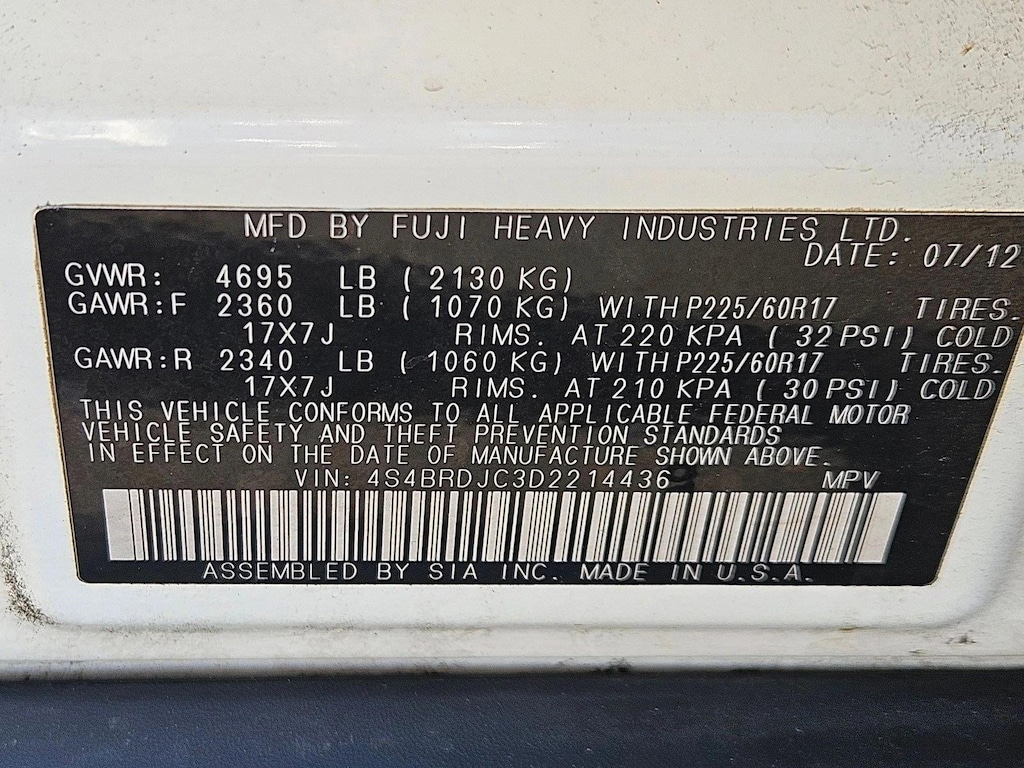 MFD BY FUJI HEAVY INDUSTRIES LTD.
DATE: 07/12
GVWR: 4695 LB (2130 KG)
GAWR:F 2360 LB (1070 KG) WITH P225/60R17 TIRES.
17X7J RIMS. AT 220 KPA (32 PSI) COLD
GAWR:R 2340 LB (1060 KG) WITH P225/60R17 TIRES.
17X7J RIMS. AT 210 KPA (30 PSI) COLD
THIS VEHICLE CONFORMS TO ALL APPLICABLE FEDERAL MOTOR
VEHICLE SAFETY AND THEFT PREVENTION STANDARDS
IN EFFECT ON THE DATE OF MANUFACTURE SHOWN ABOVE.
VIN: 4S4BRDJC3D2214436 MPV
ASSEMBLED BY SIA INC. MADE IN U.S.A.